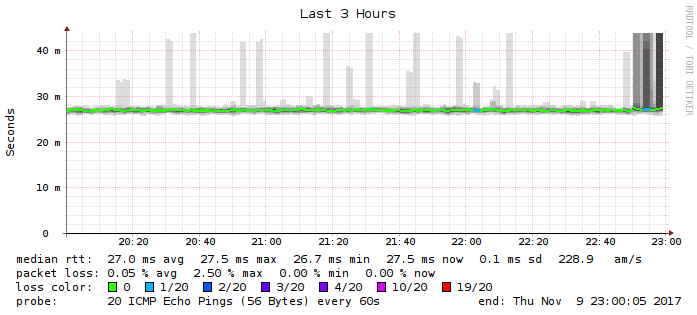 Last 3 Hours
RRDTOOL / TOBI OETIKER
Seconds
40 m
30 m
20 m
10 m
0
20:20 20:40 21:00 21:20 21:40 22:00 22:20 22:40 23:00
median rtt: 27.0 ms avg 27.5 ms max 26.7 ms min 27.5 ms now 0.1 ms sd 228.9 am/s
packet loss: 0.05 % avg 2.50 % max 0.00 % min 0.00 % now
loss color: 0 1/20 2/20 3/20 4/20 10/20 19/20
probe: 20 ICMP Echo Pings (56 Bytes) every 60s end: Thu Nov 9 23:00:05 2017